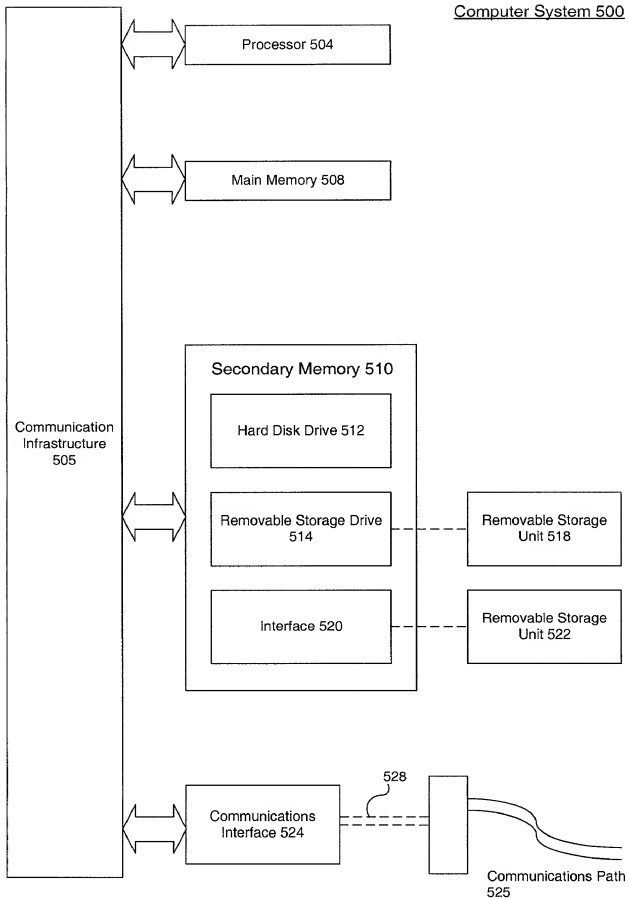 Computer System 500
Processor 504
Main Memory 508
Secondary Memory 510
Hard Disk Drive 512
Communication
Infrastructure
505
Removable Storage Drive
514
Removable Storage
Unit 518
Interface 520
Removable Storage
Unit 522
528
Communications
Interface 524
Communications Path
525